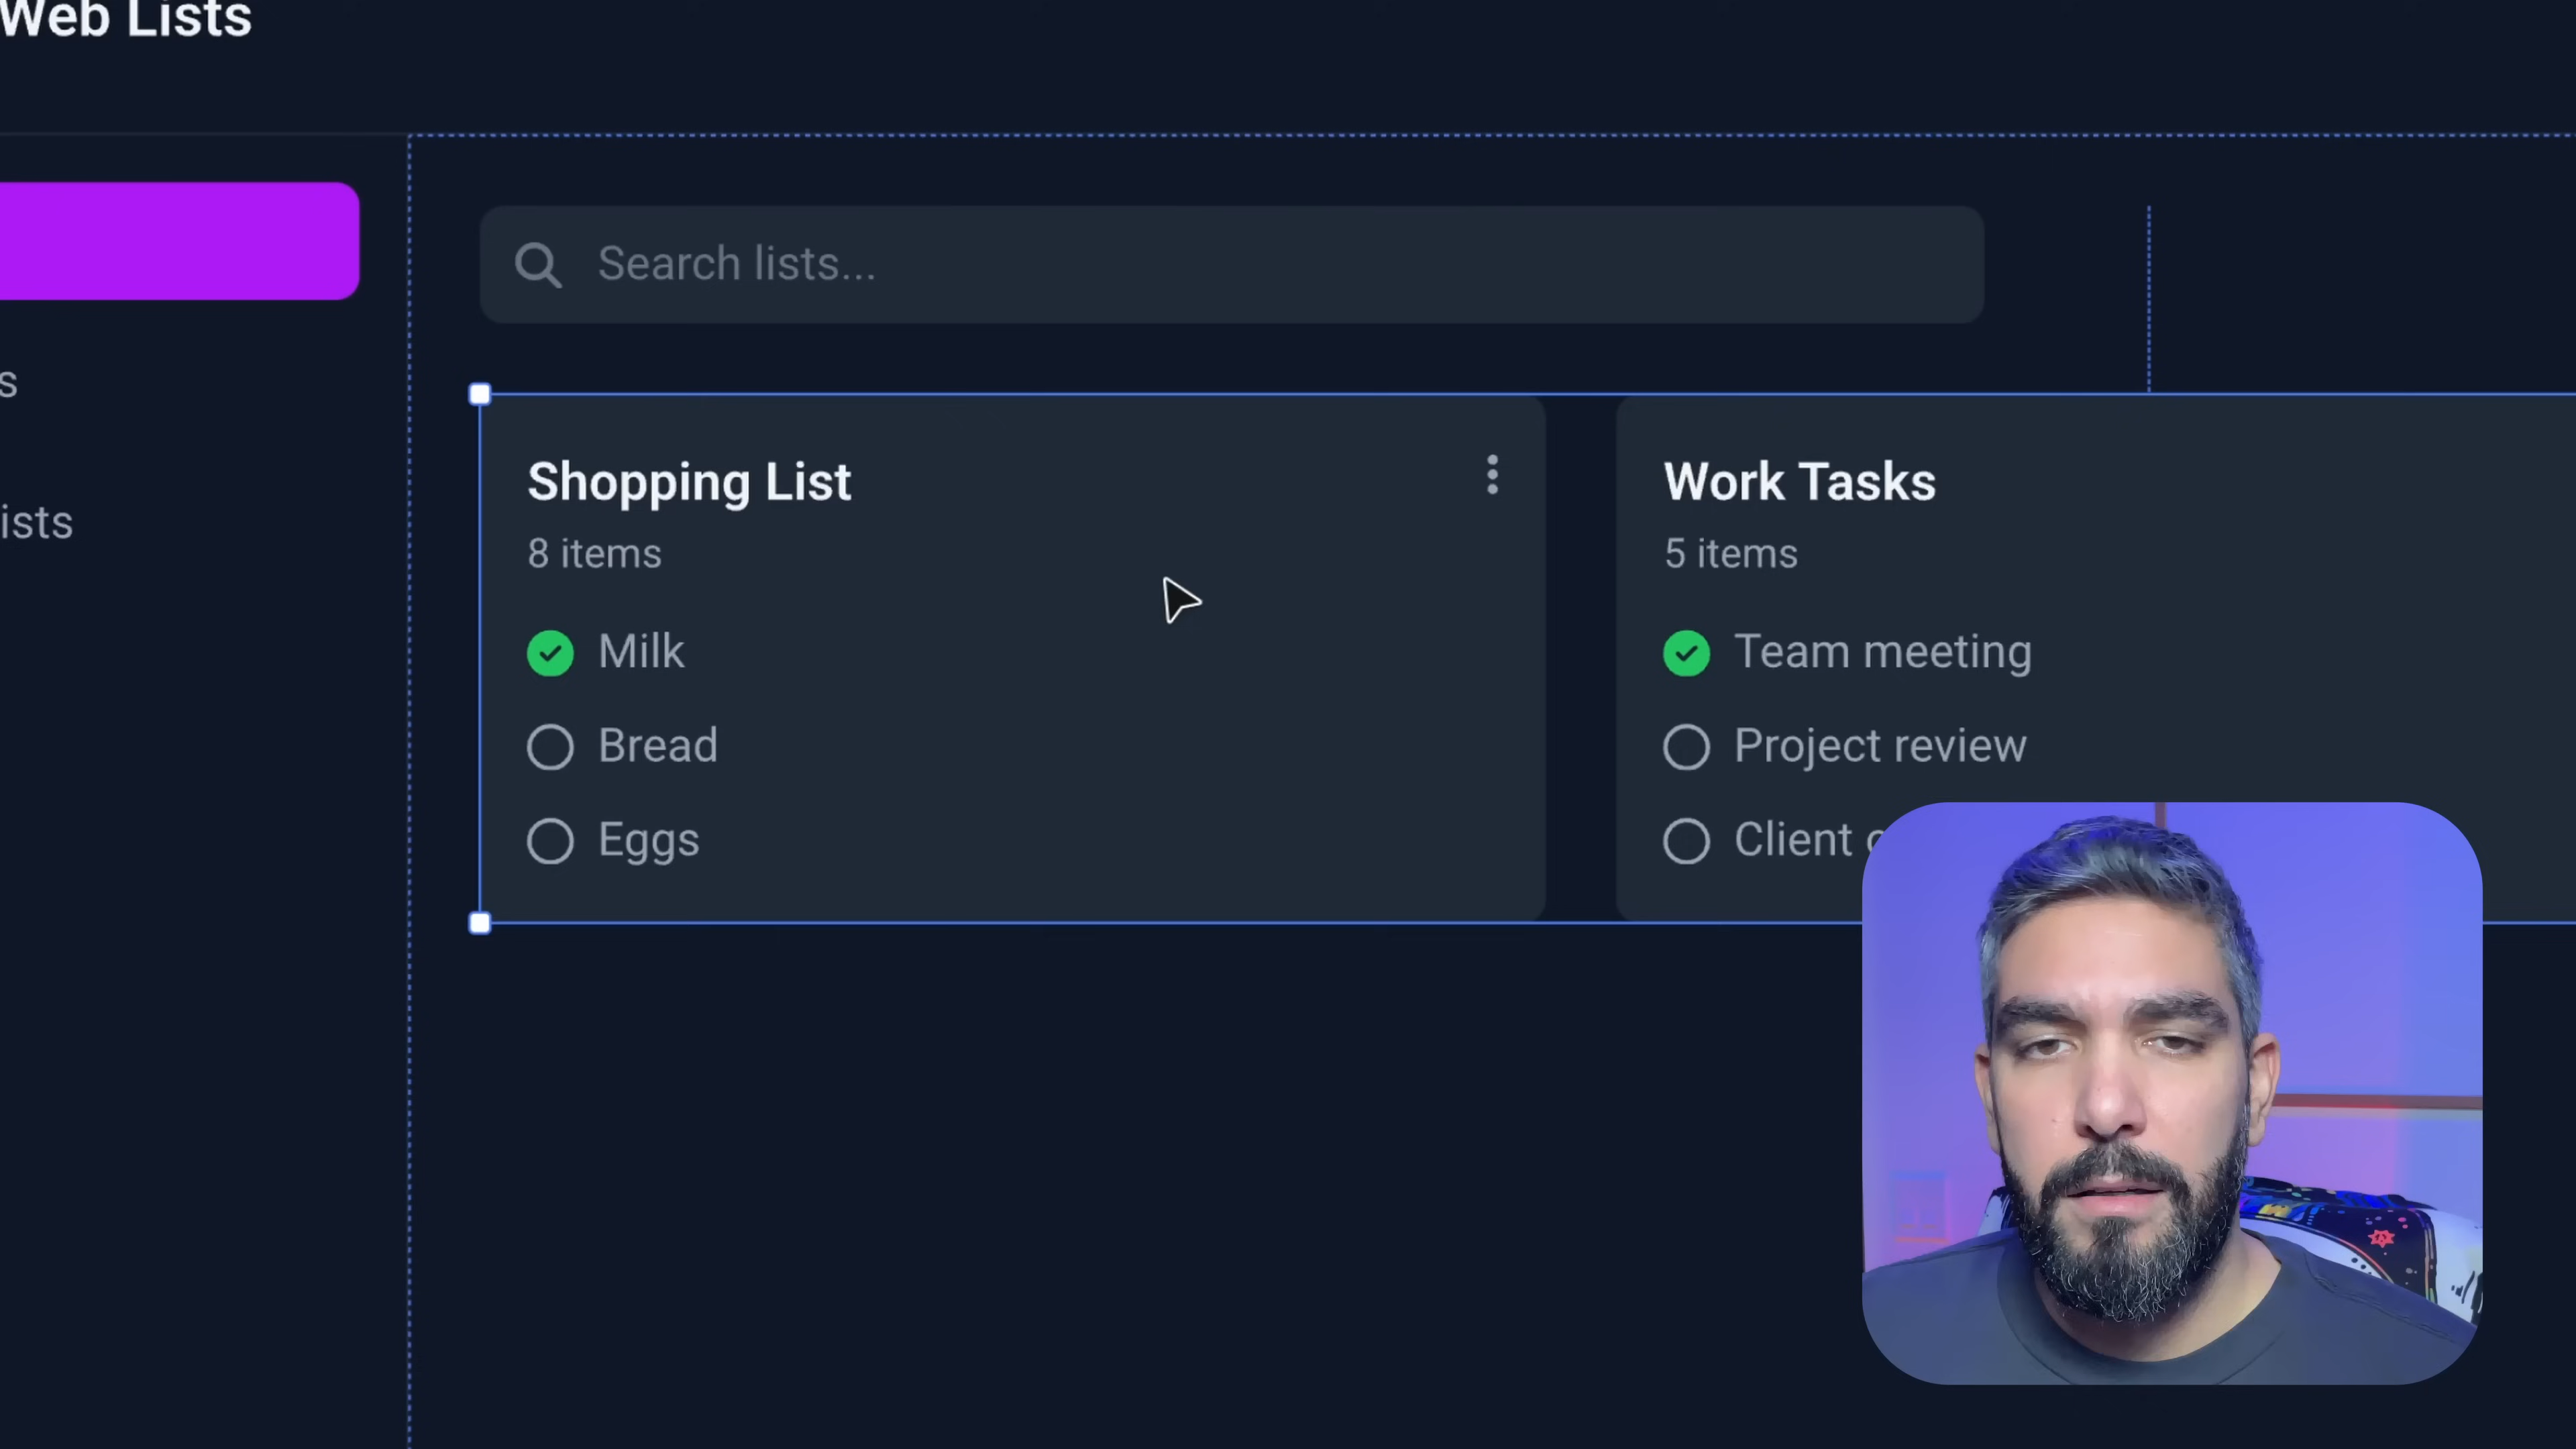 Web Lists
Search lists...
s
ists
Shopping List
8 items
Milk
Bread
Eggs
Work Tasks
5 items
Team meeting
Project review
Client